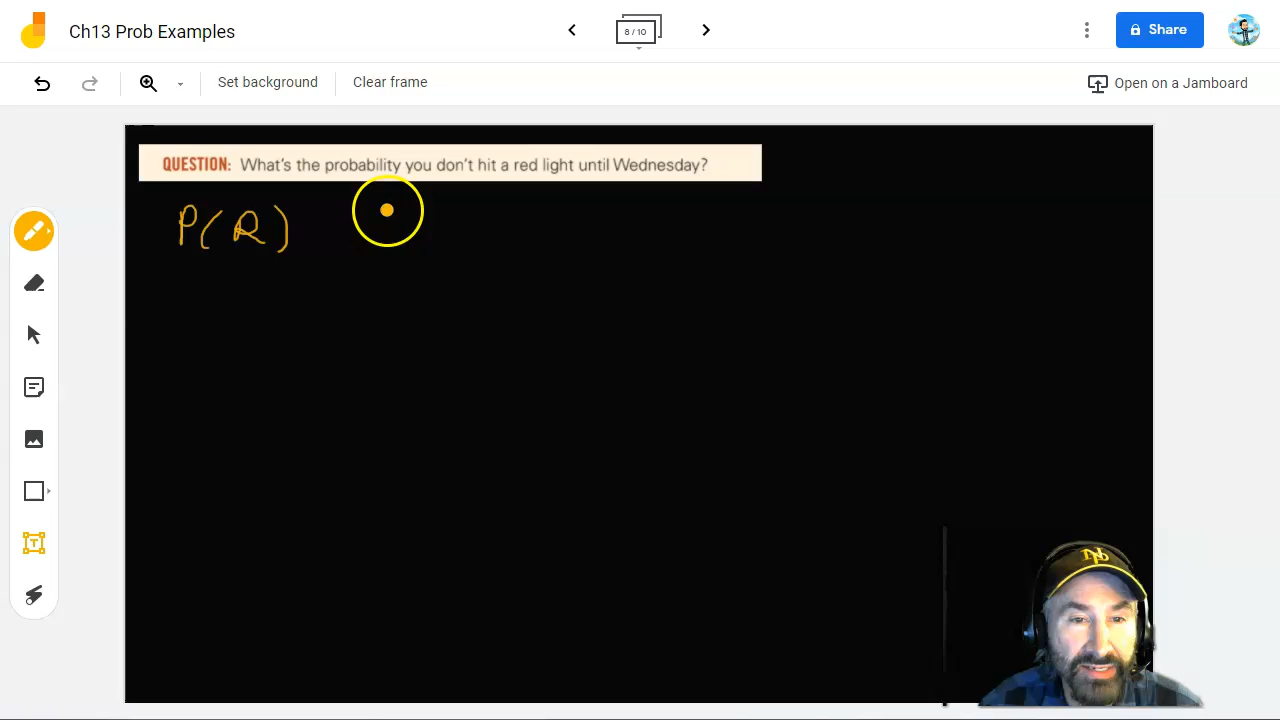 Ch13 Prob Examples
8 / 10
Share
Set background
Clear frame
Open on a Jamboard
QUESTION: What's the probability you don't hit a red light until Wednesday?
P(R)